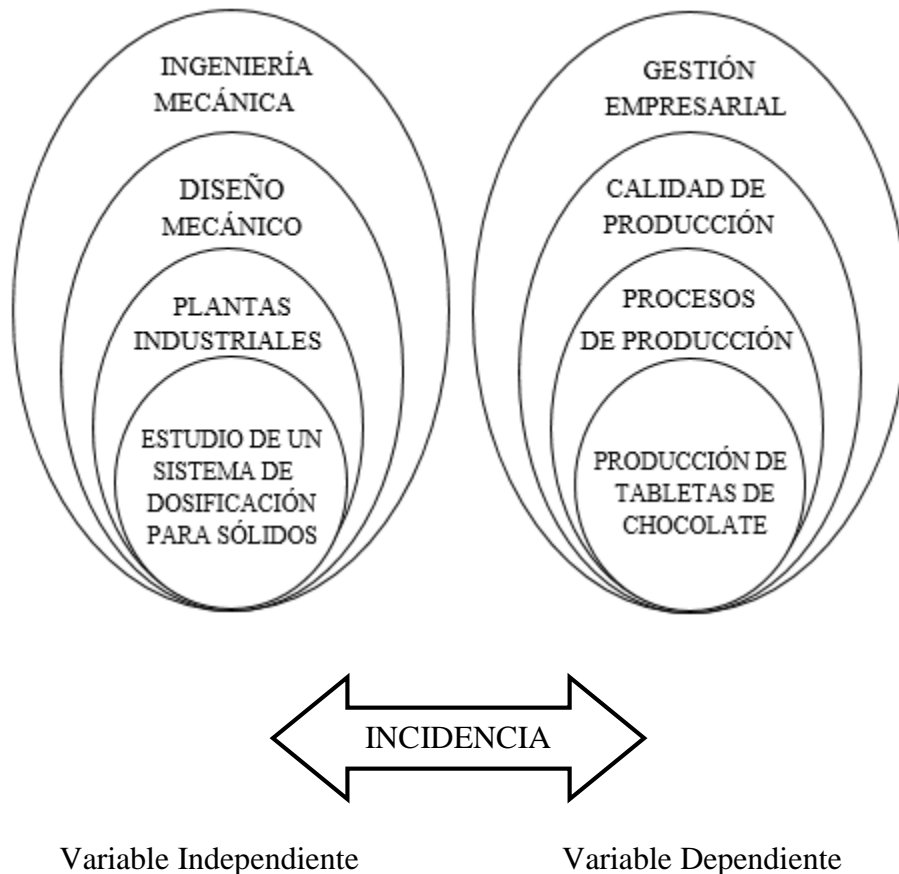 INGENIERÍA
MECÁNICA
DISEÑO
MECÁNICO
PLANTAS
INDUSTRIALES
ESTUDIO DE UN
SISTEMA DE
DOSIFICACIÓN
PARA SÓLIDOS
GESTIÓN
EMPRESARIAL
CALIDAD DE
PRODUCCIÓN
PROCESOS
DE PRODUCCIÓN
PRODUCCIÓN DE
TABLETAS DE
CHOCOLATE
INCIDENCIA
Variable Independiente
Variable Dependiente